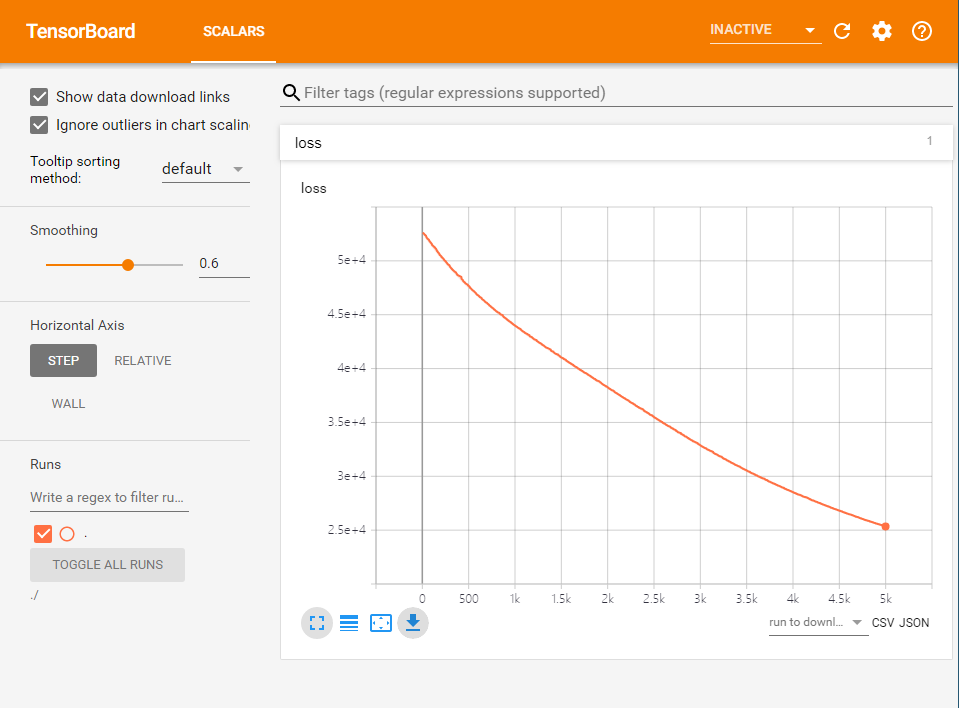 TensorBoard
SCALARS
INACTIVE
Show data download links
Ignore outliers in chart scalin
Tooltip sorting
method:
default
Smoothing
0.6
Horizontal Axis
STEP
RELATIVE
WALL
Runs
Write a regex to filter ru...
.
TOGGLE ALL RUNS
./
Filter tags (regular expressions supported)
loss
1
loss
5e+4
4.5e+4
4e+4
3.5e+4
3e+4
2.5e+4
0 500 1k 1.5k 2k 2.5k 3k 3.5k 4k 4.5k 5k
run to downl...
CSV JSON